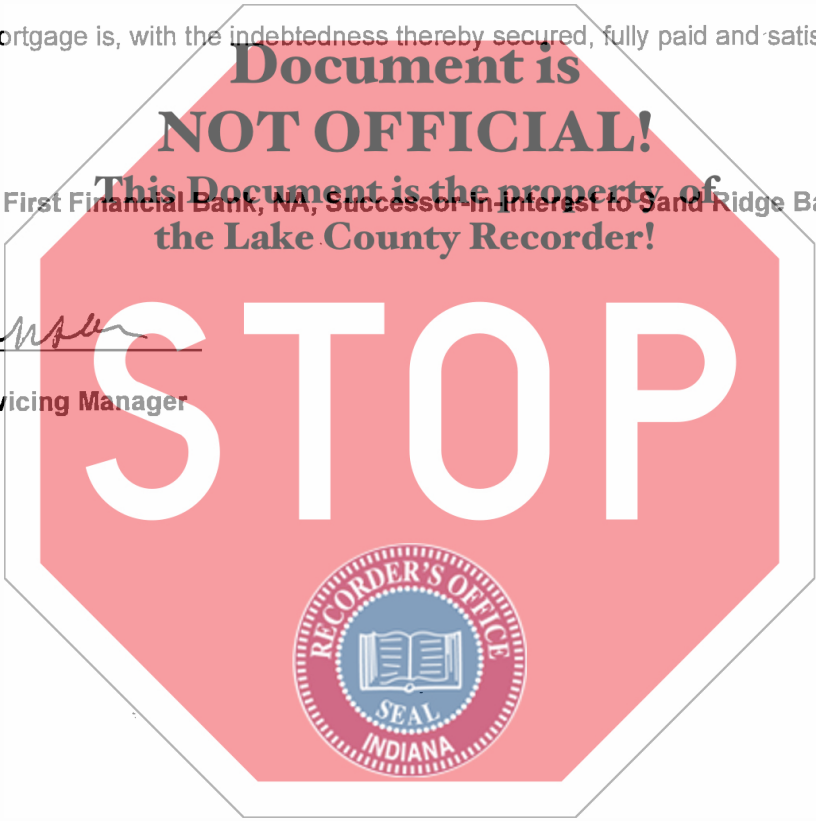 ortgage is, with the indebtedness thereby secured, fully paid and satis
Document is
NOT OFFICIAL!
This Document is the property of
First Financial Bank, NA, Successor-in-interest to Sand Ridge Ba
the Lake County Recorder!
STOP
vicing Manager
RECORDER'S OFFICE
SEAL
INDIANA